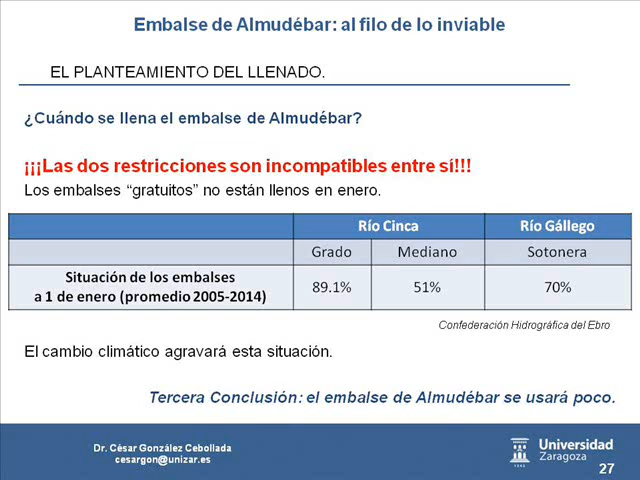 Embalse de Almudébar: al filo de lo inviable
EL PLANTEAMIENTO DEL LLENADO.
¿Cuándo se llena el embalse de Almudébar?
¡¡¡Las dos restricciones son incompatibles entre sí!!!
Los embalses “gratuitos” no están llenos en enero.
Río Cinca Río Gállego
Grado Mediano Sotonera
Situación de los embalses
a 1 de enero (promedio 2005-2014) 89.1% 51% 70%
Confederación Hidrográfica del Ebro
El cambio climático agravará esta situación.
Tercera Conclusión: el embalse de Almudébar se usará poco.
Dr. César González Cebollada
cesargon@unizar.es
Universidad
Zaragoza
1542
27